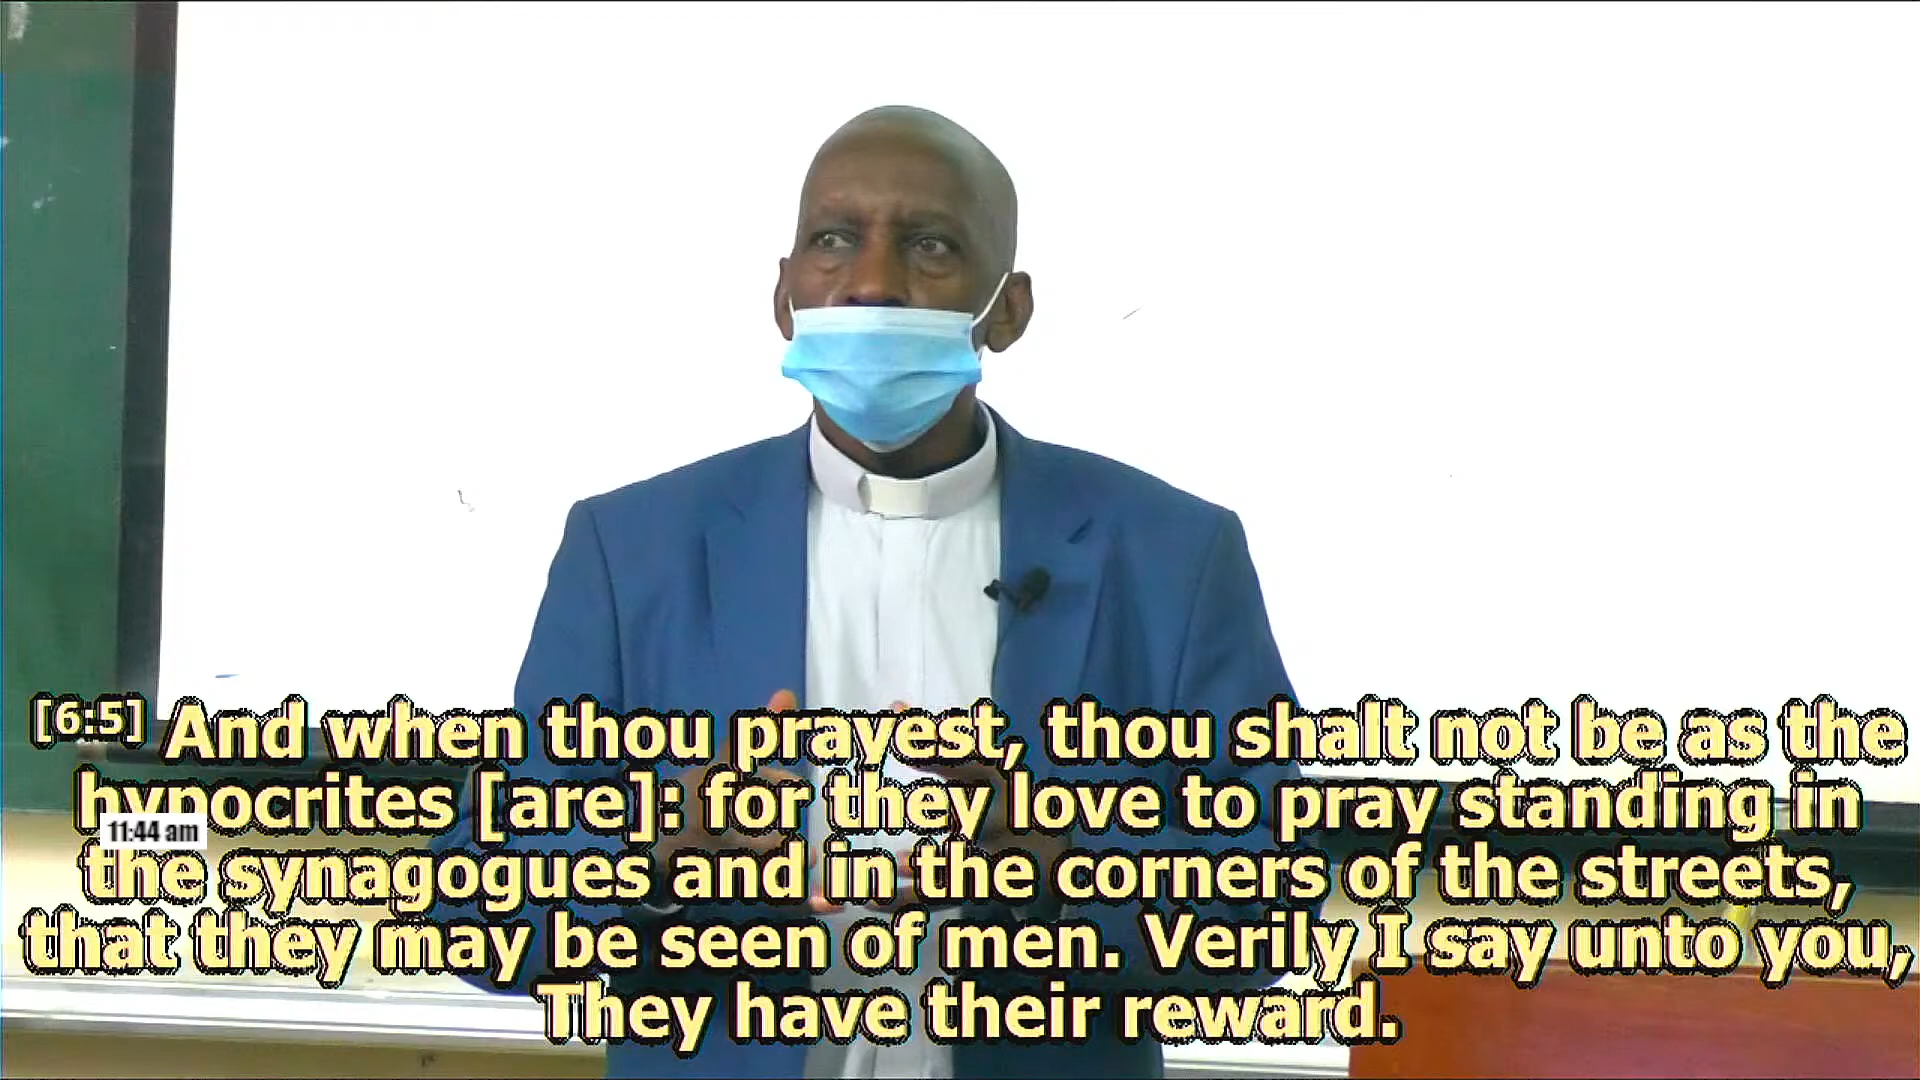 [6:5] And when thou prayest, thou shalt not be as the
hypocrites [are]: for they love to pray standing in
11:44 am
the synagogues and in the corners of the streets,
that they may be seen of men. Verily I say unto you,
They have their reward.